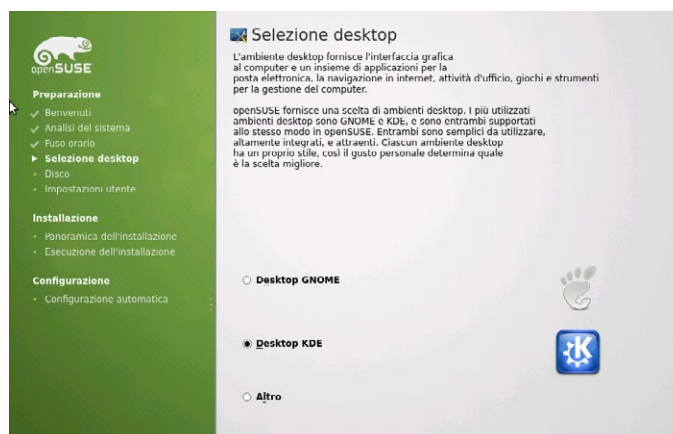 openSUSE
Preparazione
Benvenuti
Analisi del sistema
Fuso orario
Selezione desktop
Disco
Impostazioni utente
Installazione
Panoramica dell'installazione
Esecuzione dell'installazione
Configurazione
Configurazione automatica
Selezione desktop
L'ambiente desktop fornisce l'interfaccia grafica
al computer e un insieme di applicazioni per la
posta elettronica, la navigazione in internet, attività d'ufficio, giochi e strumenti
per la gestione del computer.
openSUSE fornisce una scelta di ambienti desktop. I più utilizzati
ambienti desktop sono GNOME e KDE, e sono entrambi supportati
allo stesso modo in openSUSE. Entrambi sono semplici da utilizzare,
altamente integrati, e attraenti. Ciascun ambiente desktop
ha un proprio stile, così il gusto personale determina quale
è la scelta migliore.
Desktop GNOME
Desktop KDE
K
Altro